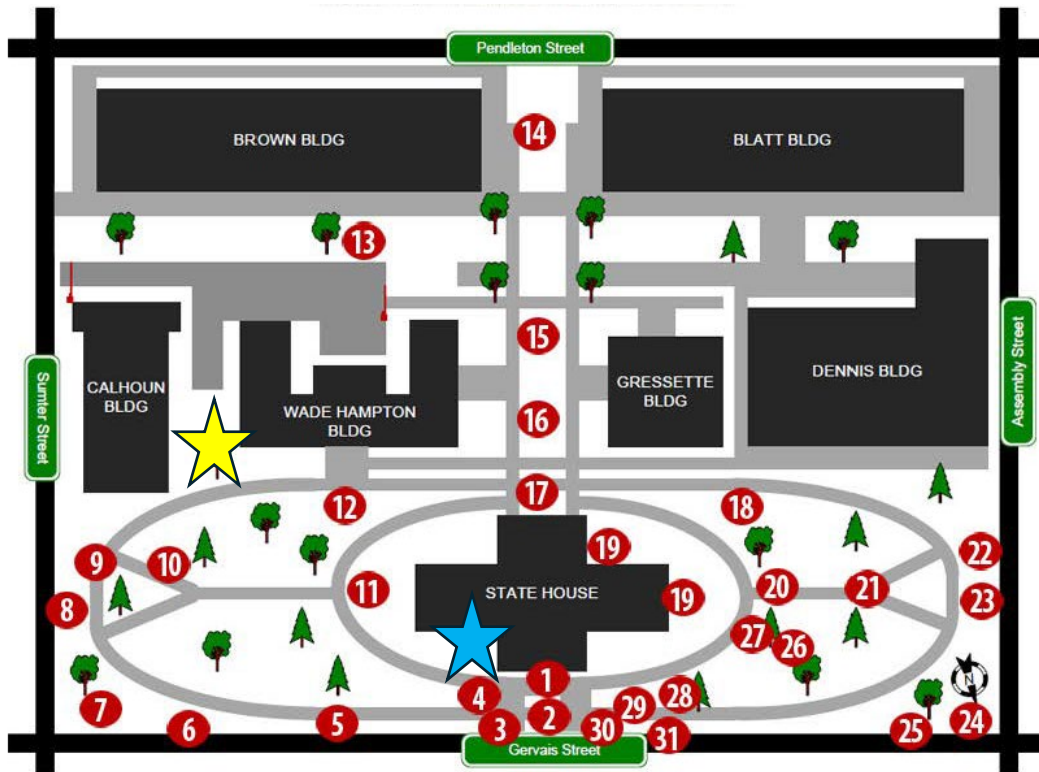 Pendleton Street
14
BROWN BLDG
BLATT BLDG
13
15
CALHOUN
BLDG
WADE HAMPTON
BLDG
GRESSETTE
BLDG
DENNIS BLDG
Sumter Street
Assembly Street
16
17
12
18
19
9
10
11
STATE HOUSE
19
20
21
22
23
8
27
26
7
6
5
4
3
1
2
30
29
28
31
25
24
N
Gervais Street